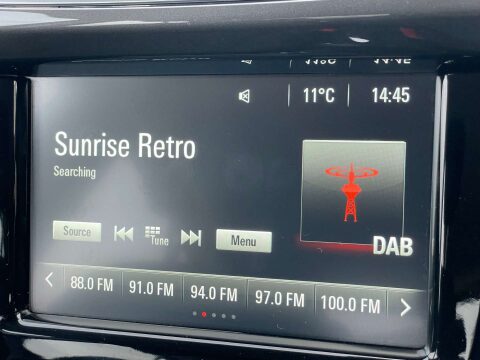 11°C 14:45
Sunrise Retro
Searching
Source Tune Menu
DAB
88.0 FM 91.0 FM 94.0 FM 97.0 FM 100.0 FM